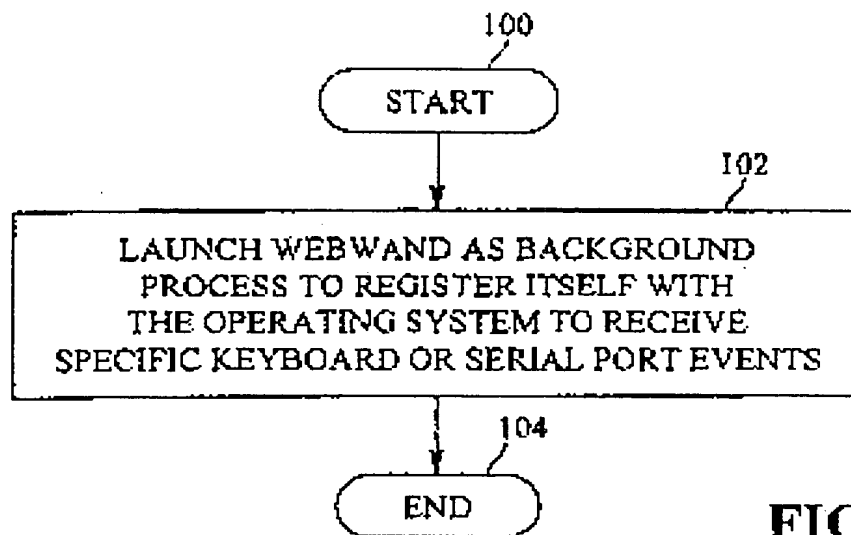 100
START
102
LAUNCH WEBWAND AS BACKGROUND
PROCESS TO REGISTER ITSELF WITH
THE OPERATING SYSTEM TO RECEIVE
SPECIFIC KEYBOARD OR SERIAL PORT EVENTS
104
END
FIG